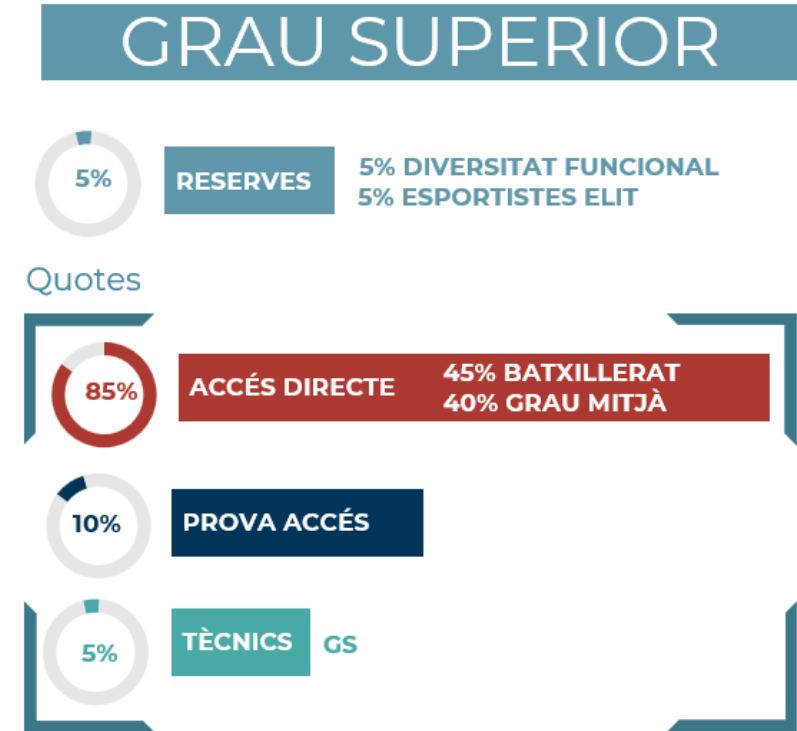 GRAU SUPERIOR
5% RESERVES
5% DIVERSITAT FUNCIONAL
5% ESPORTISTES ELIT
Quotes
85% ACCÉS DIRECTE
45% BATXILLERAT
40% GRAU MITJÀ
10% PROVA ACCÉS
5% TÈCNICS GS